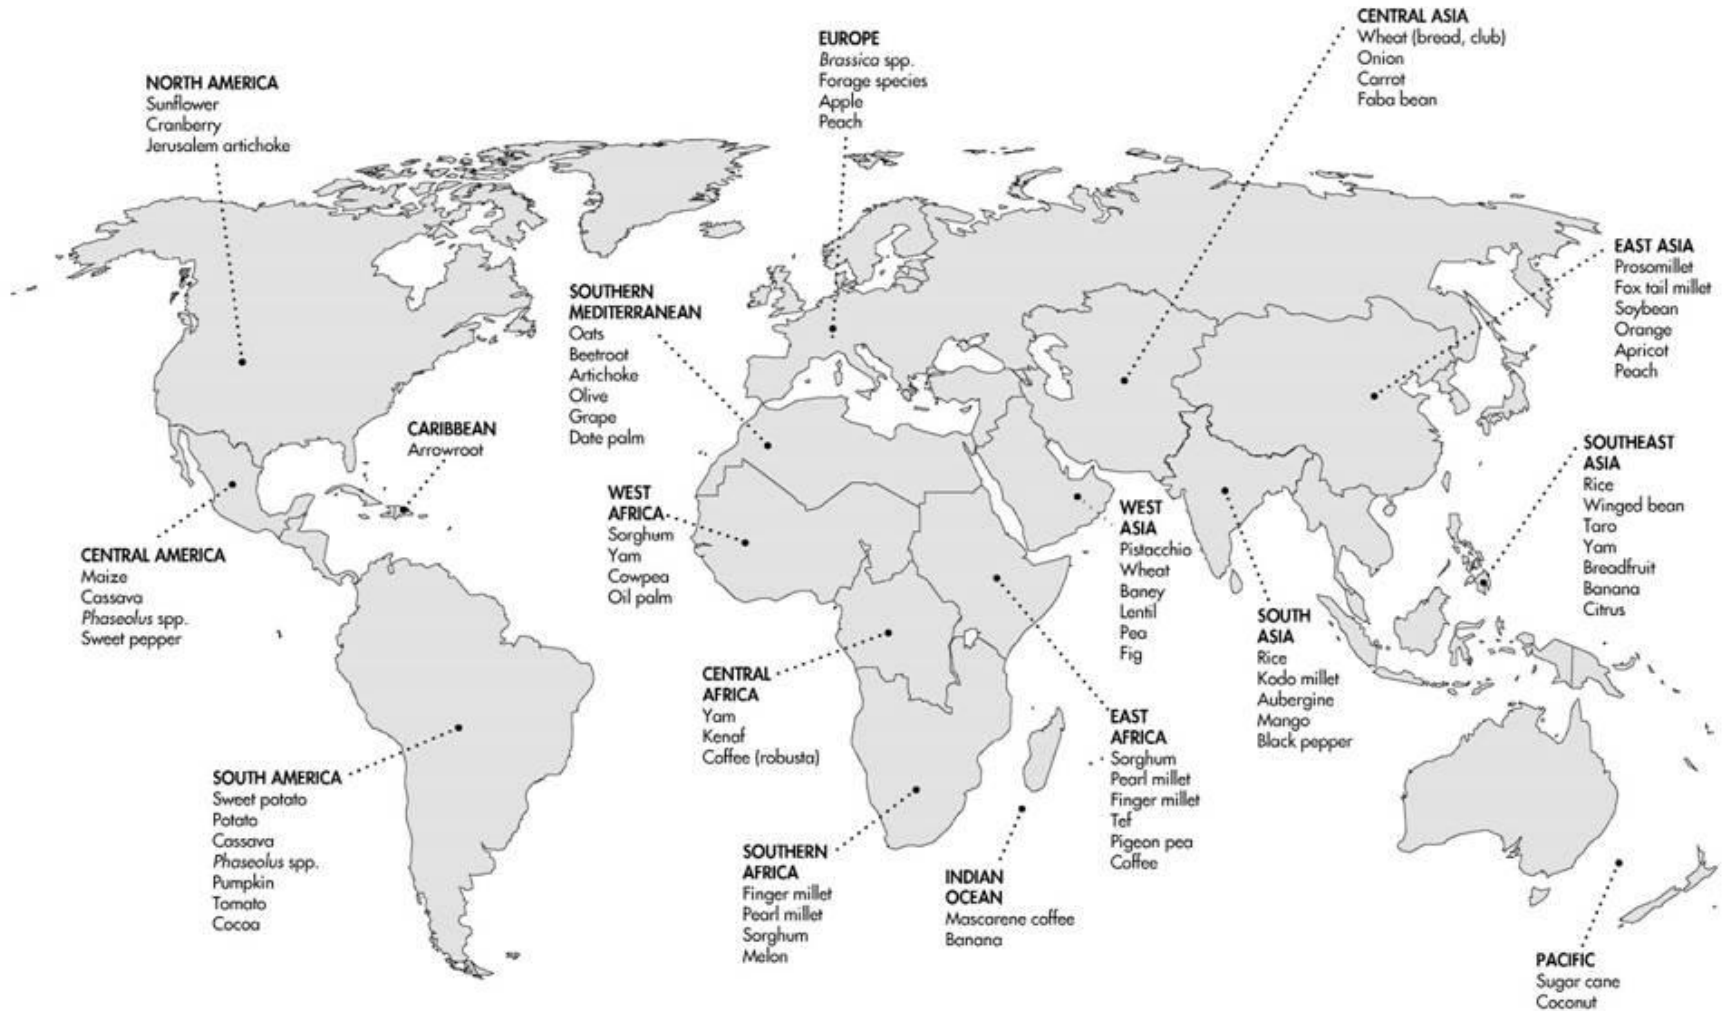 NORTH AMERICA
Sunflower
Cranberry
Jerusalem artichoke
EUROPE
Brassica spp.
Forage species
Apple
Peach
CENTRAL ASIA
Wheat (bread, club)
Onion
Carrot
Faba bean
EAST ASIA
Prosomillet
Fox tail millet
Soybean
Orange
Apricot
Peach
SOUTHERN
MEDITERRANEAN
Oats
Beetroot
Artichoke
Olive
Grape
Date palm
CARIBBEAN
Arrowroot
SOUTHEAST
ASIA
Rice
Winged bean
Taro
Yam
Breadfruit
Banana
Citrus
WEST
AFRICA
Sorghum
Yam
Cowpea
Oil palm
WEST
ASIA
Pistacchio
Wheat
Baney
Lentil
Pea
Fig
CENTRAL AMERICA
Maize
Cassava
Phaseolus spp.
Sweet pepper
SOUTH
ASIA
Rice
Kodo millet
Aubergine
Mango
Black pepper
CENTRAL
AFRICA
Yam
Kenaf
Coffee (robusta)
EAST
AFRICA
Sorghum
Pearl millet
Finger millet
Tef
Pigeon pea
Coffee
SOUTH AMERICA
Sweet potato
Potato
Cassava
Phaseolus spp.
Pumpkin
Tomato
Cocoa
SOUTHERN
AFRICA
Finger millet
Pearl millet
Sorghum
Melon
INDIAN
OCEAN
Mascarene coffee
Banana
PACIFIC
Sugar cane
Coconut